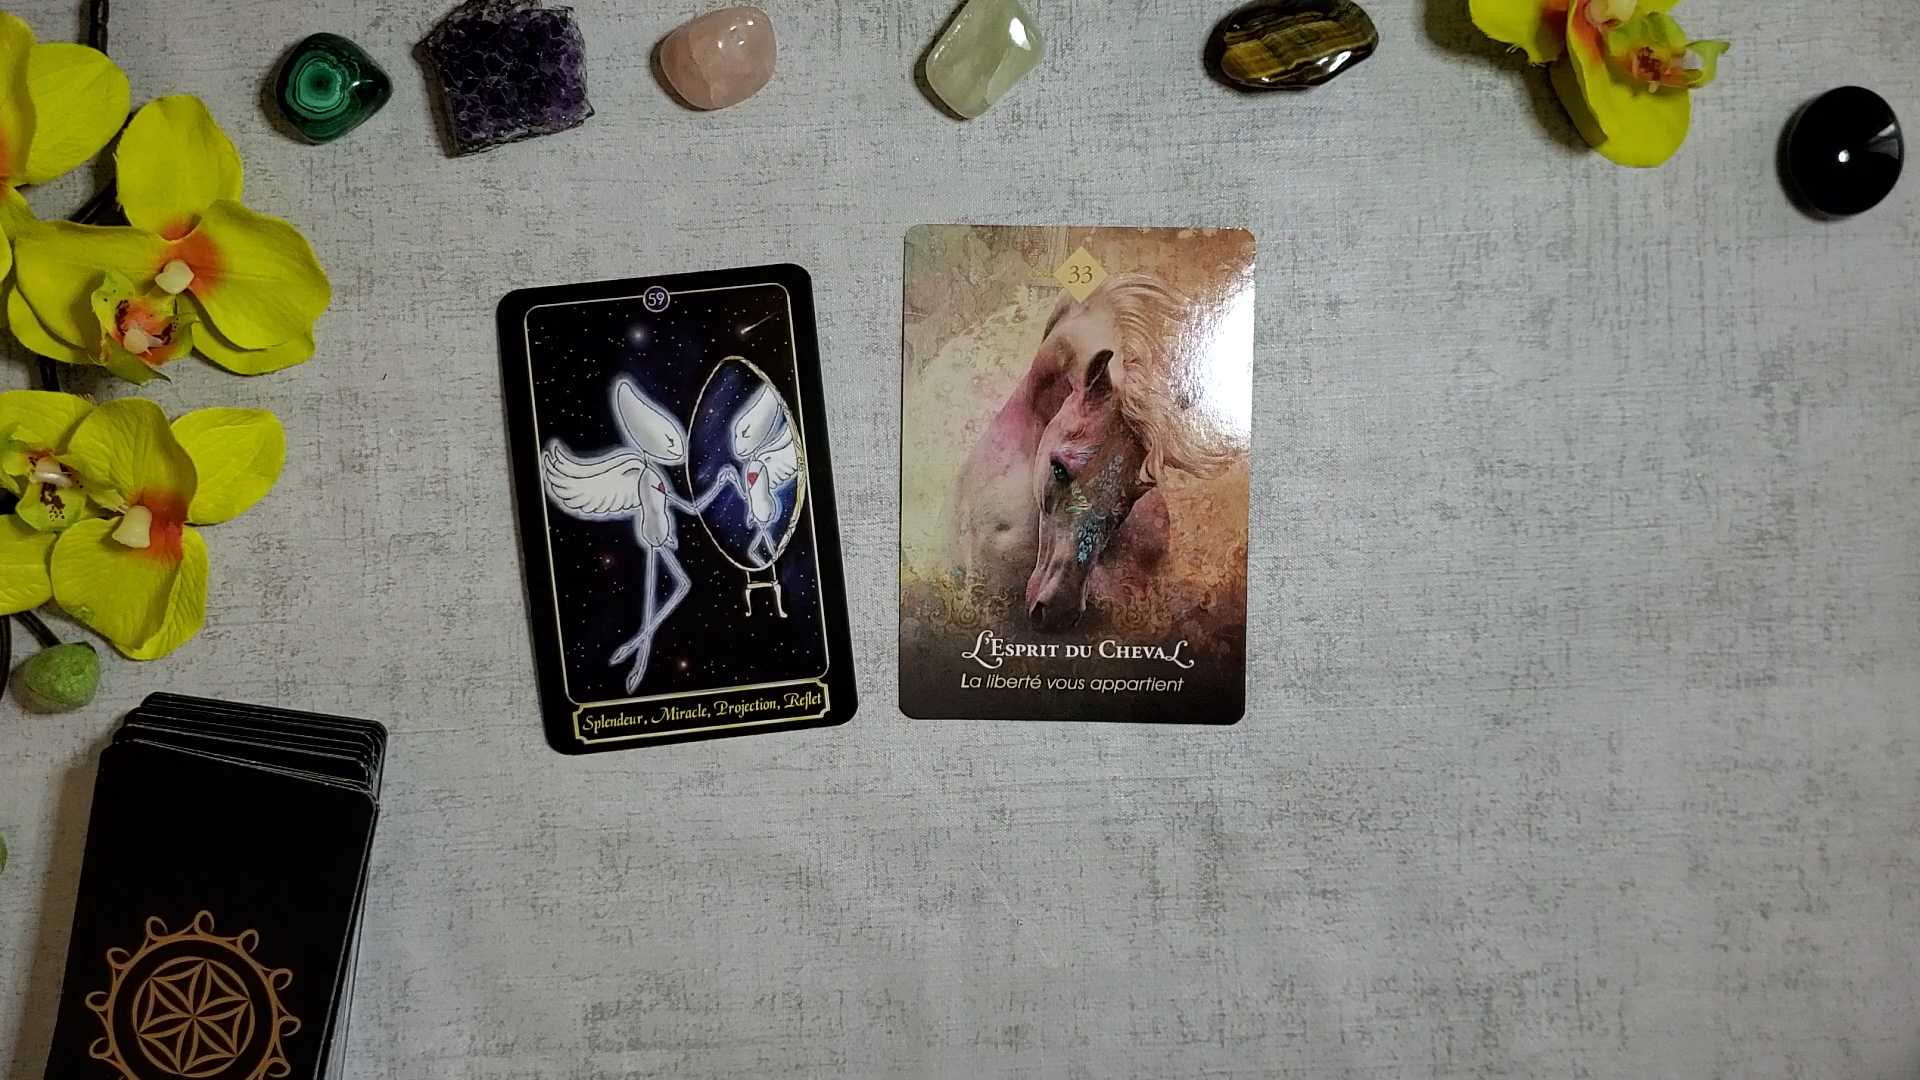 59
Splendeur, Miracle, Projection, Reflet
33
L'Esprit du Cheval
La liberté vous appartient